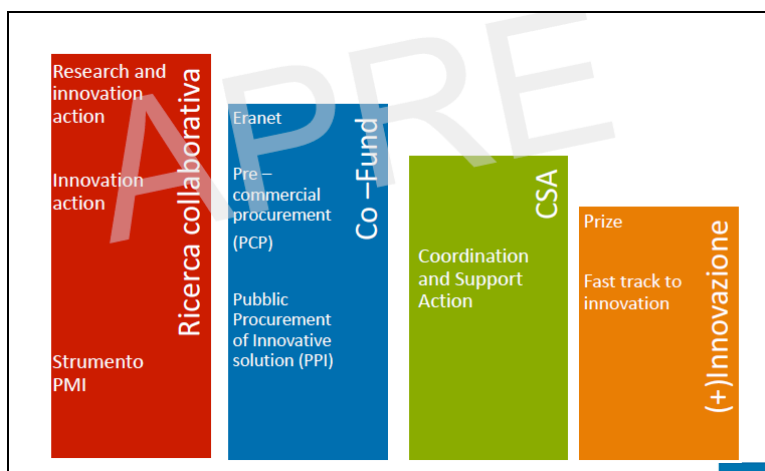 APRE
Research and
innovation
action
Innovation
action
Strumento
PMI
Ricerca collaborativa
Eranet
Pre –
commercial
procurement
(PCP)
Pubblic
Procurement
of Innovative
solution (PPI)
Co –Fund
Coordination
and Support
Action
CSA
Prize
Fast track to
innovation
(+)Innovazione